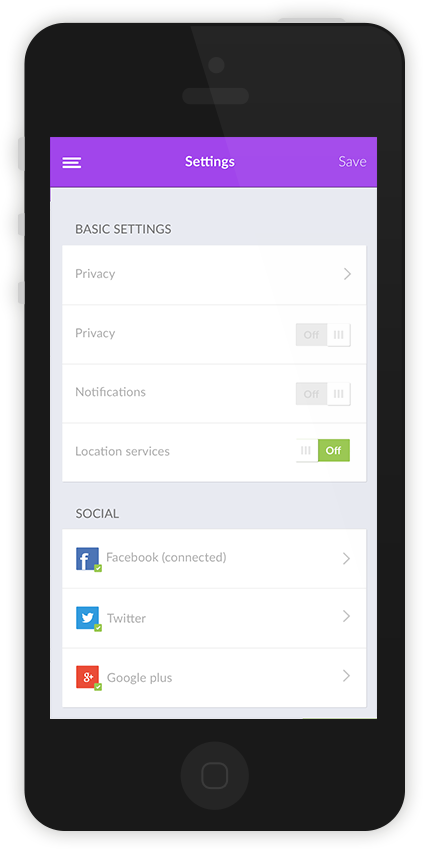 Settings
Save
BASIC SETTINGS
Privacy
Privacy
Off
Notifications
Off
Location services
Off
SOCIAL
f
Facebook (connected)
Twitter
g+
Google plus